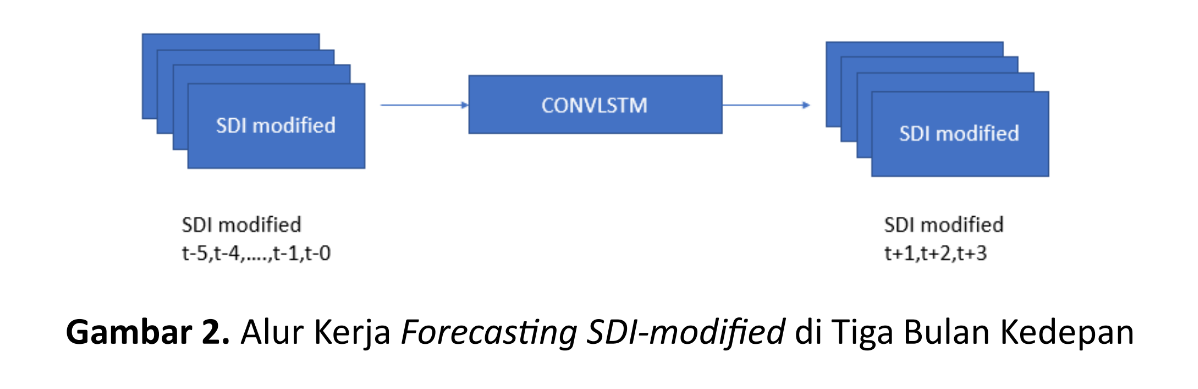 SDI modified
CONVLSTM
SDI modified
SDI modified
t-5,t-4,....,t-1,t-0
SDI modified
t+1,t+2,t+3
Gambar 2. Alur Kerja Forecasting SDI-modified di Tiga Bulan Kedepan